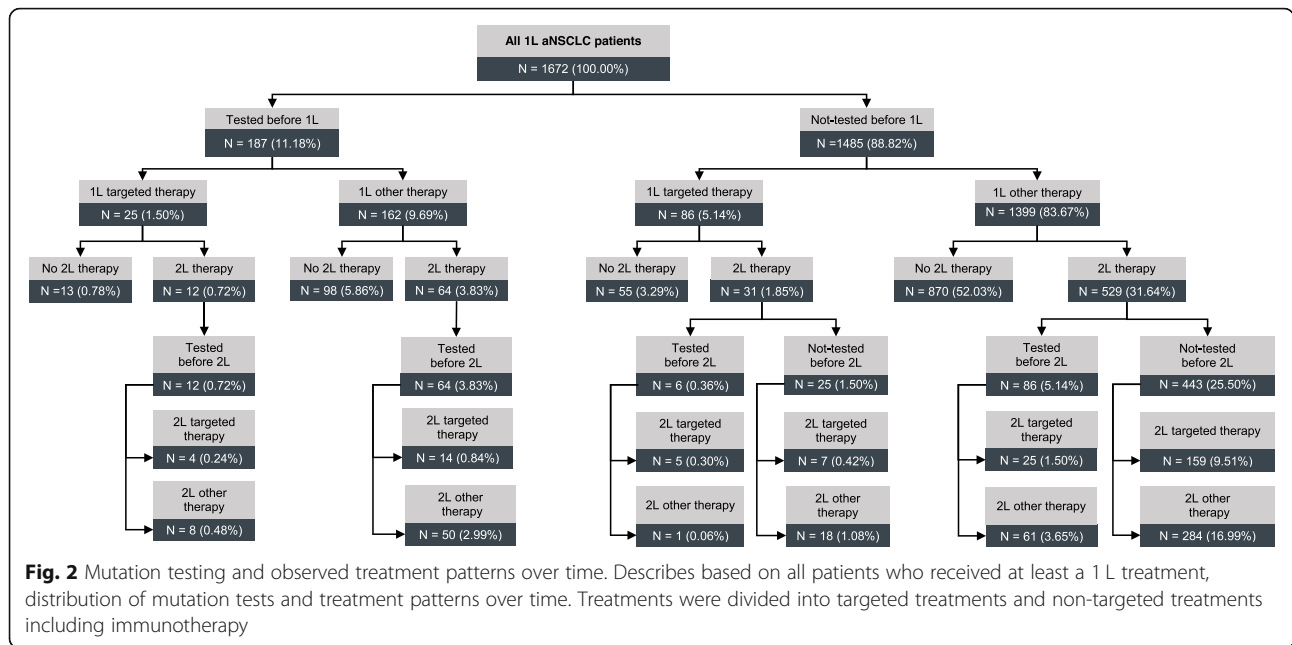 All 1L aNSCLC patients
N = 1672 (100.00%)
Tested before 1L
N = 187 (11.18%)
Not-tested before 1L
N =1485 (88.82%)
1L targeted therapy
N = 25 (1.50%)
1L other therapy
N = 162 (9.69%)
1L targeted therapy
N = 86 (5.14%)
1L other therapy
N = 1399 (83.67%)
No 2L therapy
N =13 (0.78%)
2L therapy
N = 12 (0.72%)
No 2L therapy
N = 98 (5.86%)
2L therapy
N = 64 (3.83%)
No 2L therapy
N = 55 (3.29%)
2L therapy
N = 31 (1.85%)
No 2L therapy
N = 870 (52.03%)
2L therapy
N = 529 (31.64%)
Tested
before 2L
N = 12 (0.72%)
2L targeted
therapy
N = 4 (0.24%)
2L other
therapy
N = 8 (0.48%)
Tested
before 2L
N = 64 (3.83%)
2L targeted
therapy
N = 14 (0.84%)
2L other
therapy
N = 50 (2.99%)
Tested
before 2L
N = 6 (0.36%)
2L targeted
therapy
N = 5 (0.30%)
2L other therapy
N = 1 (0.06%)
Not-tested
before 2L
N = 25 (1.50%)
2L targeted
therapy
N = 7 (0.42%)
2L other
therapy
N = 18 (1.08%)
Tested
before 2L
N = 86 (5.14%)
2L targeted
therapy
N = 25 (1.50%)
2L other therapy
N = 61 (3.65%)
Not-tested
before 2L
N = 443 (25.50%)
2L targeted therapy
N = 159 (9.51%)
2L other
therapy
N = 284 (16.99%)
Fig. 2 Mutation testing and observed treatment patterns over time. Describes based on all patients who received at least a 1 L treatment,
distribution of mutation tests and treatment patterns over time. Treatments were divided into targeted treatments and non-targeted treatments
including immunotherapy